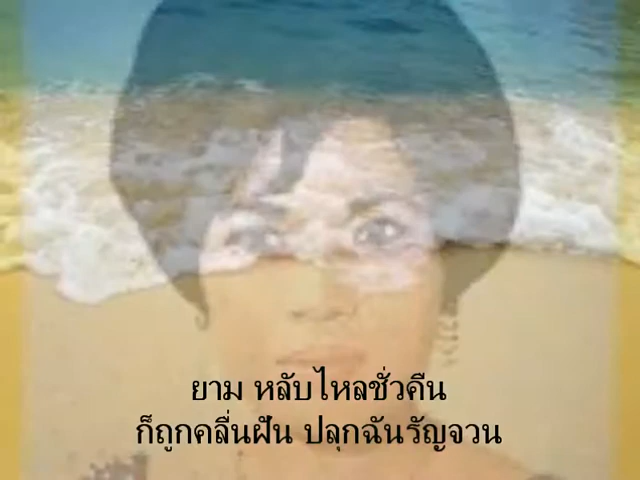 ยาม หลับไหลชั่วคืน
ก็ถูกคลื่นฝัน ปลุกฉันรัญจวน